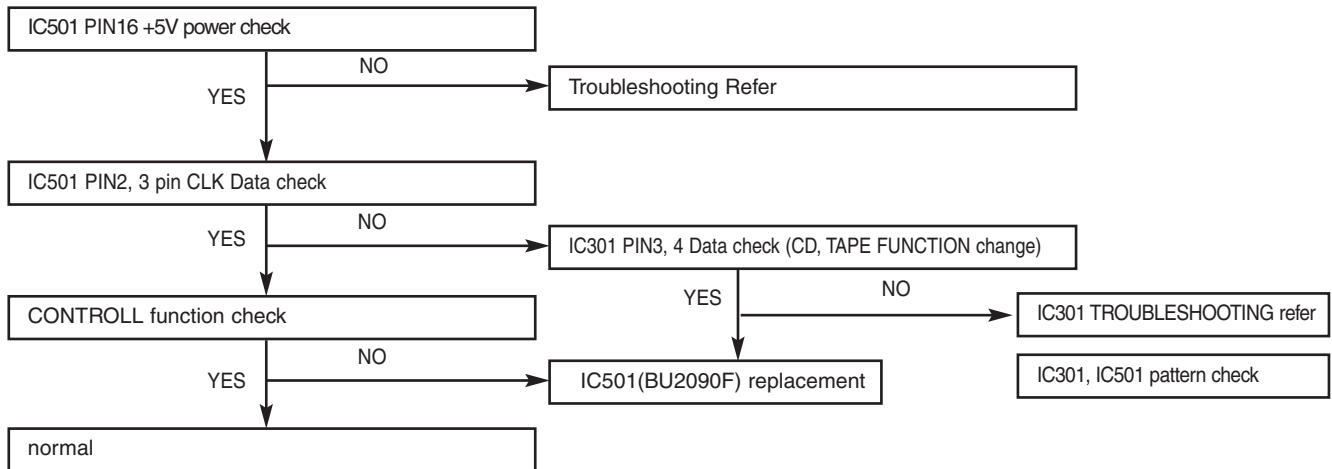 IC501 PIN16 +5V power check
NO
YES
Troubleshooting Refer
IC501 PIN2, 3 pin CLK Data check
NO
YES
IC301 PIN3, 4 Data check (CD, TAPE FUNCTION change)
YES
NO
CONTROLL function check
IC301 TROUBLESHOOTING refer
NO
YES
IC501(BU2090F) replacement
IC301, IC501 pattern check
normal